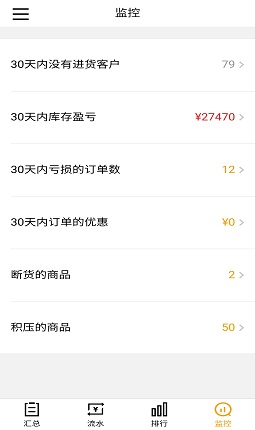 监控
30天内没有进货客户 79
30天内库存盈亏 ¥27470
30天内亏损的订单数 12
30天内订单的优惠 ¥0
断货的商品 2
积压的商品 50
汇总 流水 排行 监控